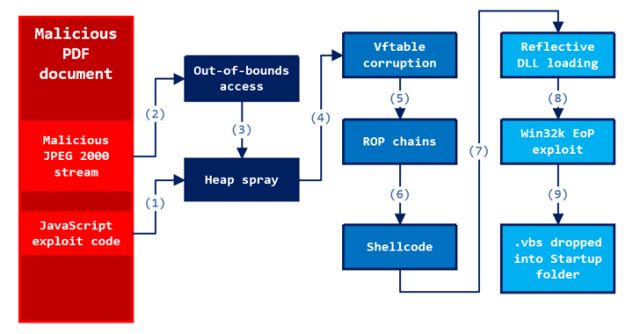 Malicious
PDF
document
Malicious
JPEG 2000
stream
JavaScript
exploit code
(2)
(1)
Out-of-bounds
access
(3)
Heap spray
(4)
Vftable
corruption
(5)
ROP chains
(6)
Shellcode
(7)
Reflective
DLL loading
(8)
Win32k EoP
exploit
(9)
.vbs dropped
into Startup
folder